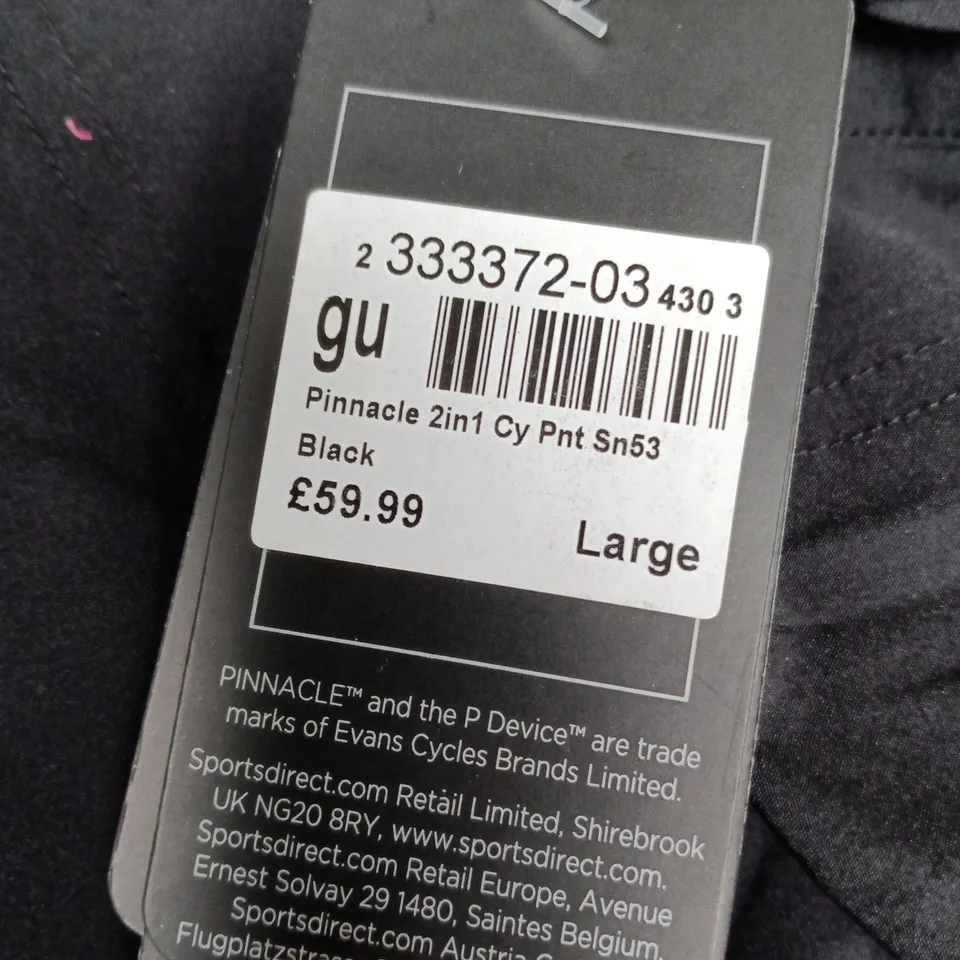 2 333372-03 430 3
gu
Pinnacle 2in1 Cy Pnt Sn53
Black
£59.99
Large
PINNACLE™ and the P Device™ are trade
marks of Evans Cycles Brands Limited.
Sportsdirect.com Retail Limited, Shirebrook
UK NG20 8RY, www.sportsdirect.com.
Sportsdirect.com Retail Europe, Avenue
Ernest Solvay 29 1480, Saintes Belgium,
Sportsdirect.com Austria